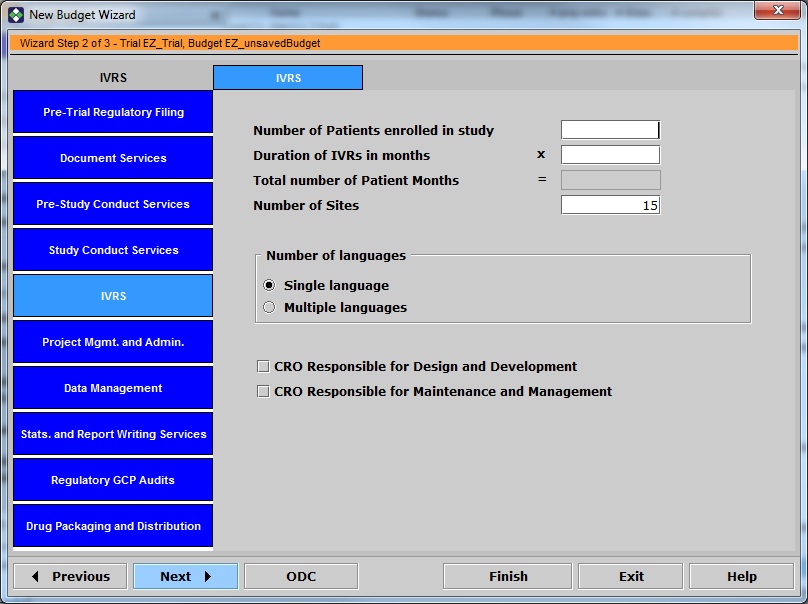 New Budget Wizard
Wizard Step 2 of 3 - Trial EZ_Trial, Budget EZ_unsavedBudget
IVRS
IVRS
Pre-Trial Regulatory Filing
Document Services
Pre-Study Conduct Services
Study Conduct Services
IVRS
Project Mgmt. and Admin.
Data Management
Stats. and Report Writing Services
Regulatory GCP Audits
Drug Packaging and Distribution
Number of Patients enrolled in study
Duration of IVRs in months x
Total number of Patient Months =
Number of Sites 15
Number of languages
Single language
Multiple languages
CRO Responsible for Design and Development
CRO Responsible for Maintenance and Management
Previous
Next
ODC
Finish
Exit
Help